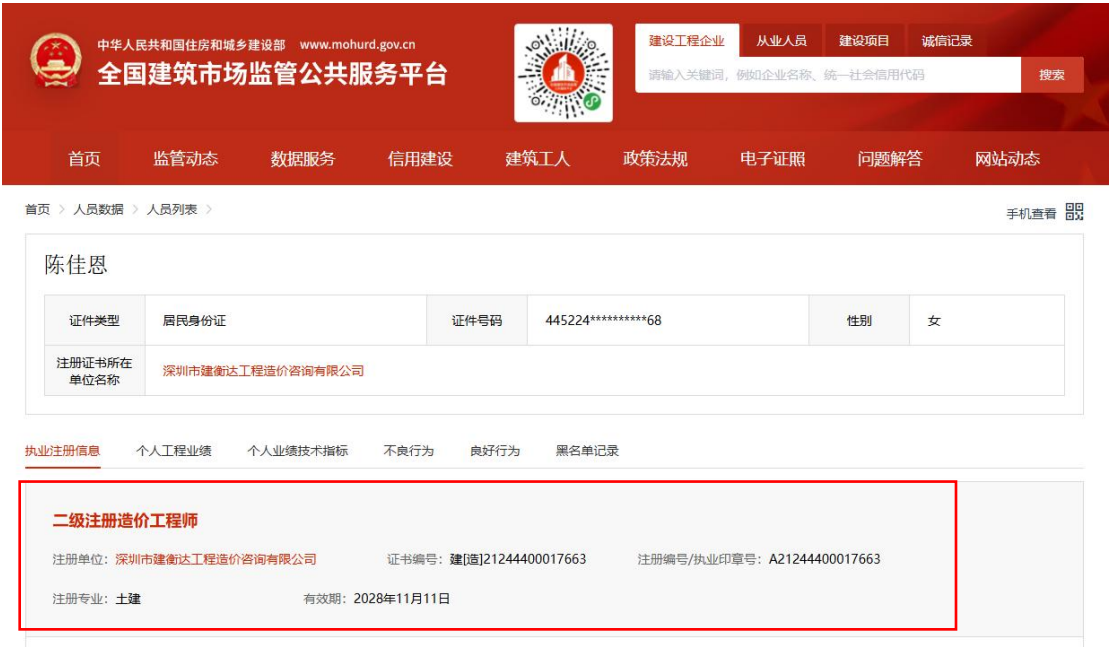 中华人民共和国住房和城乡建设部 www.mohurd.gov.cn
全国建筑市场监管公共服务平台
建设工程企业 从业人员 建设项目 诚信记录
请输入关键词，例如企业名称、统一社会信用代码 搜索
首页 监管动态 数据服务 信用建设 建筑工人 政策法规 电子证照 问题解答 网站动态
首页 > 人员数据 > 人员列表 >
手机查看
陈佳恩
证件类型 居民身份证 证件号码 445224**********68 性别 女
注册证书所在
单位名称
深圳市建衡达工程造价咨询有限公司
执业注册信息 个人工程业绩 个人业绩技术指标 不良行为 良好行为 黑名单记录
二级注册造价工程师
注册单位：深圳市建衡达工程造价咨询有限公司 证书编号：建[造]21244400017663 注册编号/执业印章号：A21244400017663
注册专业：土建 有效期：2028年11月11日